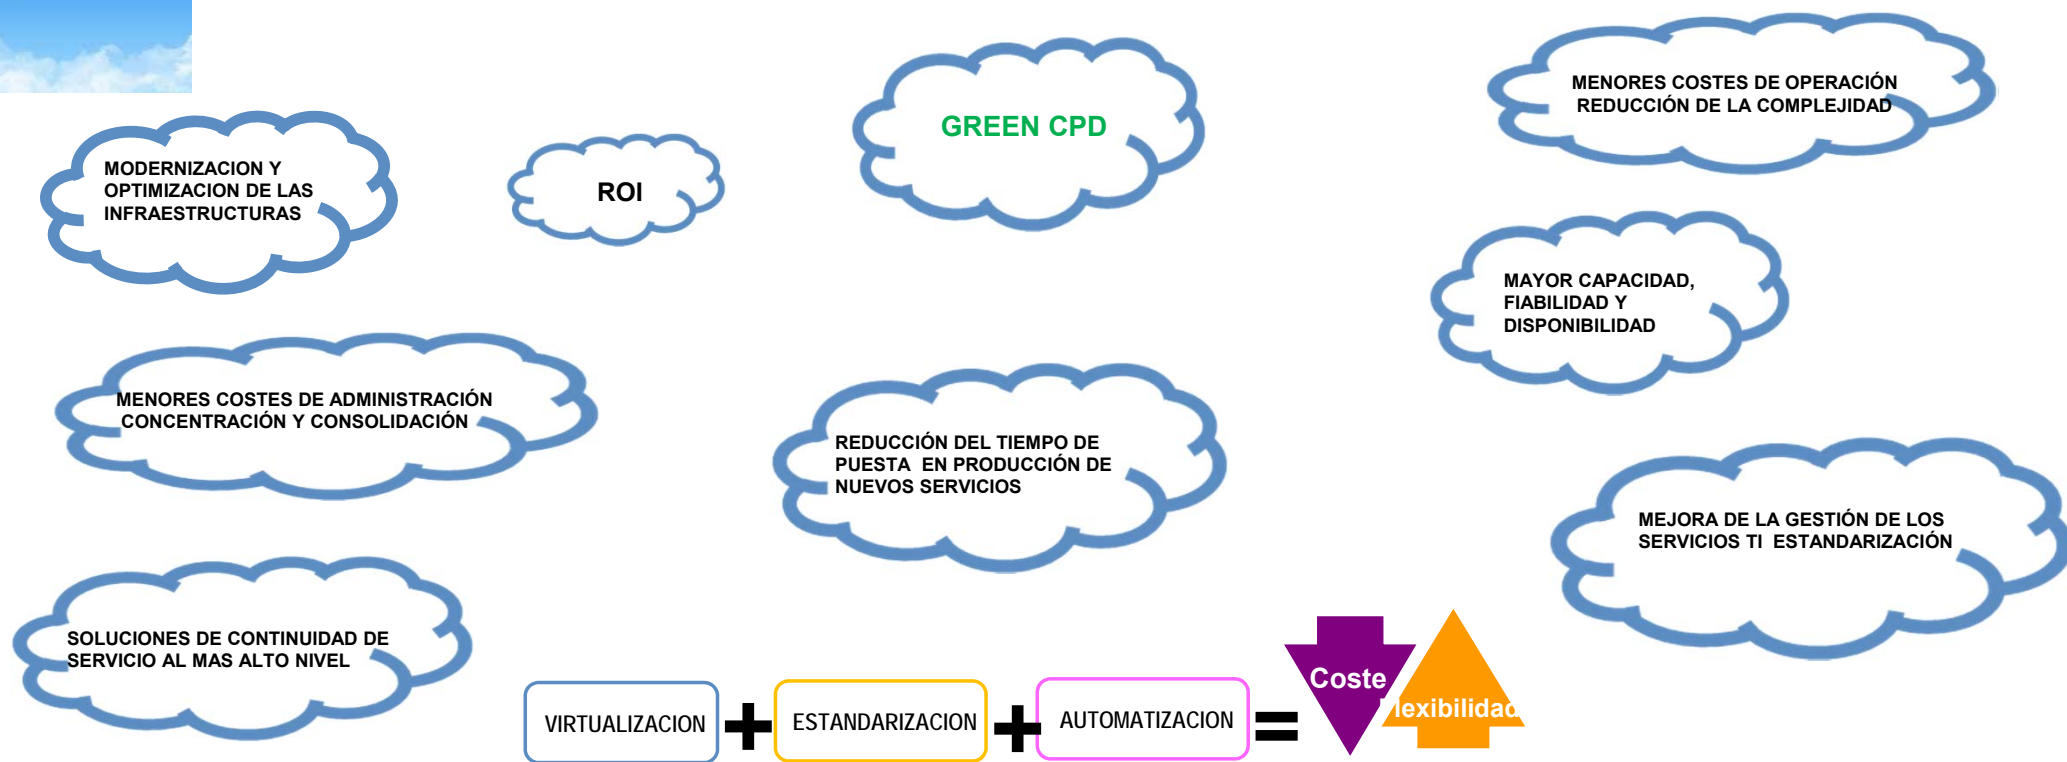 GREEN CPD
MENORES COSTES DE OPERACIÓN
REDUCCIÓN DE LA COMPLEJIDAD
MODERNIZACION Y
OPTIMIZACION DE LAS
INFRAESTRUCTURAS
ROI
MAYOR CAPACIDAD,
FIABILIDAD Y
DISPONIBILIDAD
MENORES COSTES DE ADMINISTRACIÓN
CONCENTRACIÓN Y CONSOLIDACIÓN
REDUCCIÓN DEL TIEMPO DE
PUESTA EN PRODUCCIÓN DE
NUEVOS SERVICIOS
MEJORA DE LA GESTIÓN DE LOS
SERVICIOS TI ESTANDARIZACIÓN
SOLUCIONES DE CONTINUIDAD DE
SERVICIO AL MAS ALTO NIVEL
VIRTUALIZACION + ESTANDARIZACION + AUTOMATIZACION =
Coste
Flexibilidad